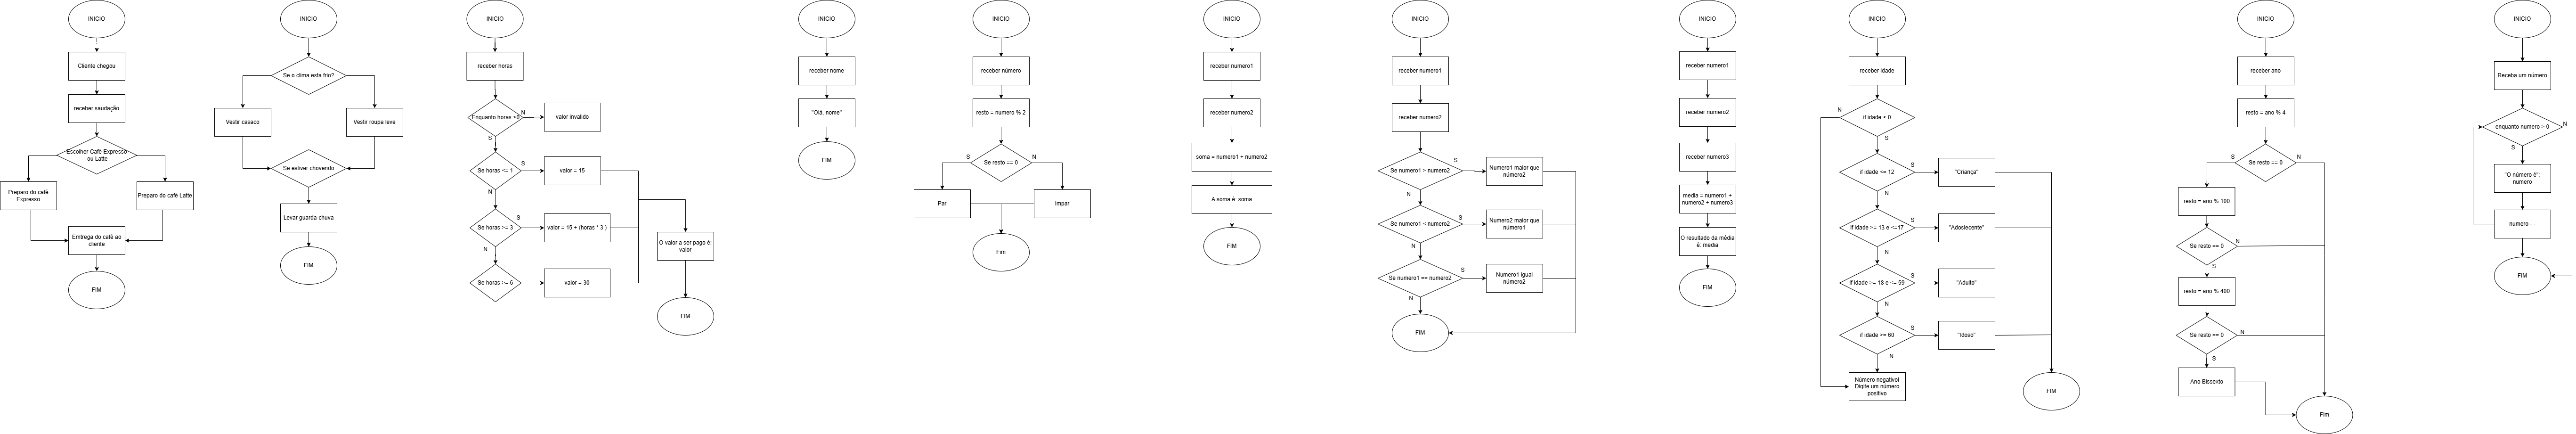 INICIO
Cliente chegou
receber saudação
Escolher Café Expresso
ou Latte
Preparo do café
Expresso
Preparo do café Latte
Emtrega do café ao
cliente
FIM
INICIO
Se o clima esta frio?
Vestir casaco
Vestir roupa leve
Se estiver chovendo
Levar guarda-chuva
FIM
INICIO
receber horas
Enquanto horas >0
N
valor invalido
S
Se horas <= 1
S
valor = 15
N
Se horas >= 3
S
valor = 15 + (horas * 3 )
N
Se horas >= 6
valor = 30
O valor a ser pago é:
valor
FIM
INICIO
receber nome
"Olá, nome"
FIM
INICIO
receber número
resto = numero % 2
Se resto == 0
S
N
Par
Impar
Fim
INICIO
receber numero1
receber numero2
soma = numero1 + numero2
A soma é: soma
FIM
INICIO
receber numero1
receber numero2
Se numero1 > numero2
S
Numero1 maior que
número2
N
Se numero1 < numero2
S
Numero2 maior que
número1
N
Se numero1 == numero2
S
Numero1 igual
número2
N
FIM
INICIO
receber numero1
receber numero2
receber numero3
media = numero1 +
numero2 + numero3
O resultado da média
é: media
FIM
INICIO
receber idade
N
if idade < 0
S
if idade <= 12
S
"Criança"
N
if idade >= 13 e <=17
S
"Adoslecente"
N
if idade >= 18 e <= 59
S
"Adulto"
N
if idade >= 60
S
"Idoso"
N
Número negativo!
Digite um número
positivo
FIM
INICIO
receber ano
resto = ano % 4
Se resto == 0
S
N
resto = ano % 100
Se resto == 0
N
S
resto = ano % 400
Se resto == 0
N
S
Ano Bissexto
Fim
INICIO
Receba um número
enquanto numero > 0
N
S
"O número é":
numero
numero - -
FIM